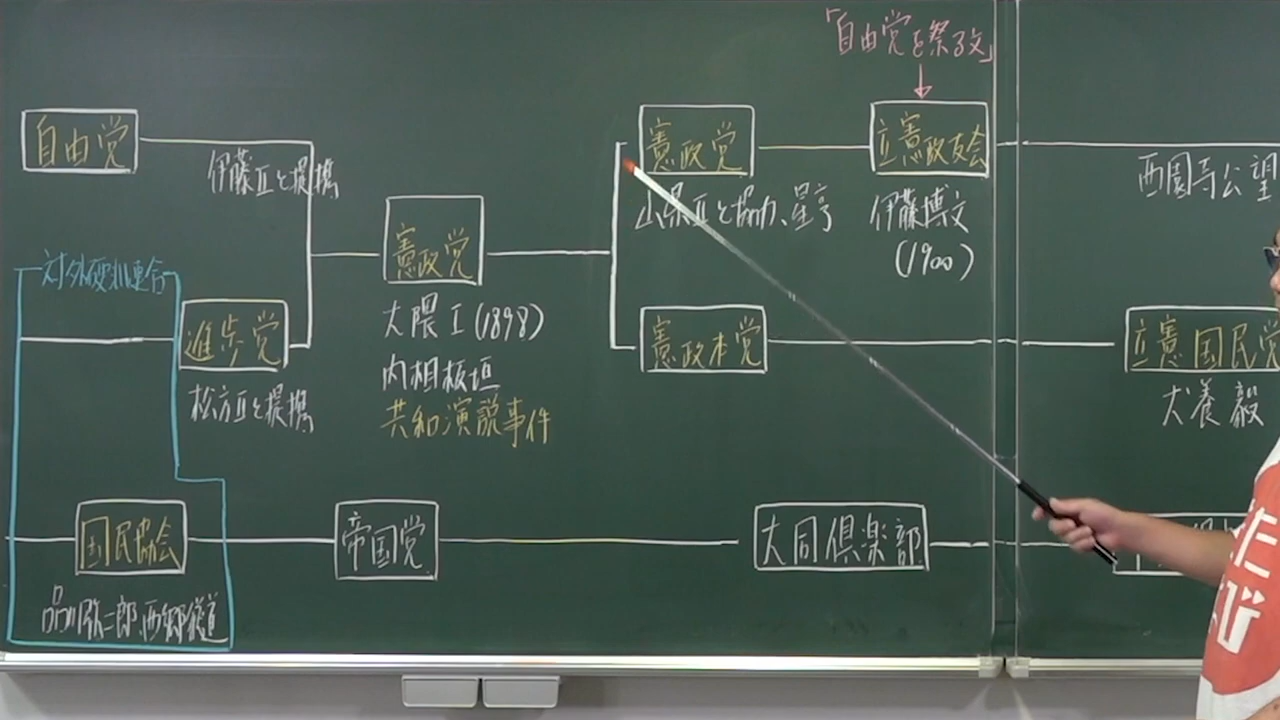 「自由党を祭る文」
自由党
伊藤Ⅱと提携
憲政党
大隈Ⅰ(1898)
内相板垣
共和演説事件
憲政党
山県Ⅱと協力、星亨
立憲政友会
伊藤博文
(1900)
西園寺公望
対外硬派連合
進歩党
松方Ⅱと提携
憲政本党
立憲国民党
犬養毅
国民協会
品川弥二郎、西郷従道
帝国党
大同倶楽部